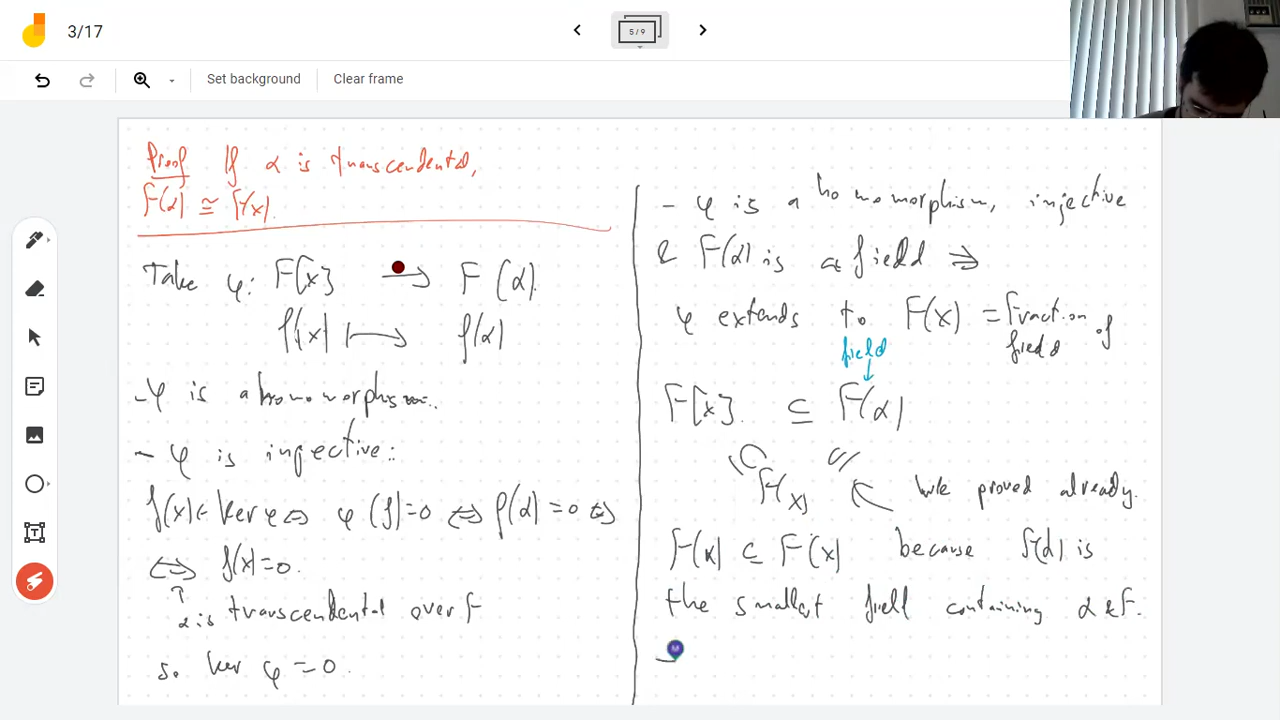 3/17
5/9
Set background
Clear frame
Proof If α is transcendental,
F(α) ≅ F(x).
Take φ: F[x] → F(α).
f(x) ↦ f(α)
- φ is a homomorphism.
- φ is injective:
f(x) ∈ ker φ ⇔ φ(f)=0 ⇔ f(α)=0 ⇔
⇔ f(x)=0.
↑
α is transcendental over F
so ker φ = 0.
- φ is a homomorphism, injective
& F(α) is a field ⇒
φ extends to F(x) = Fraction of
field
field
↓
F[x] ⊆ F(α)
F(x)
we proved already.
F(α) ⊆ F(x) because F(α) is
the smallest field containing α & F.
M